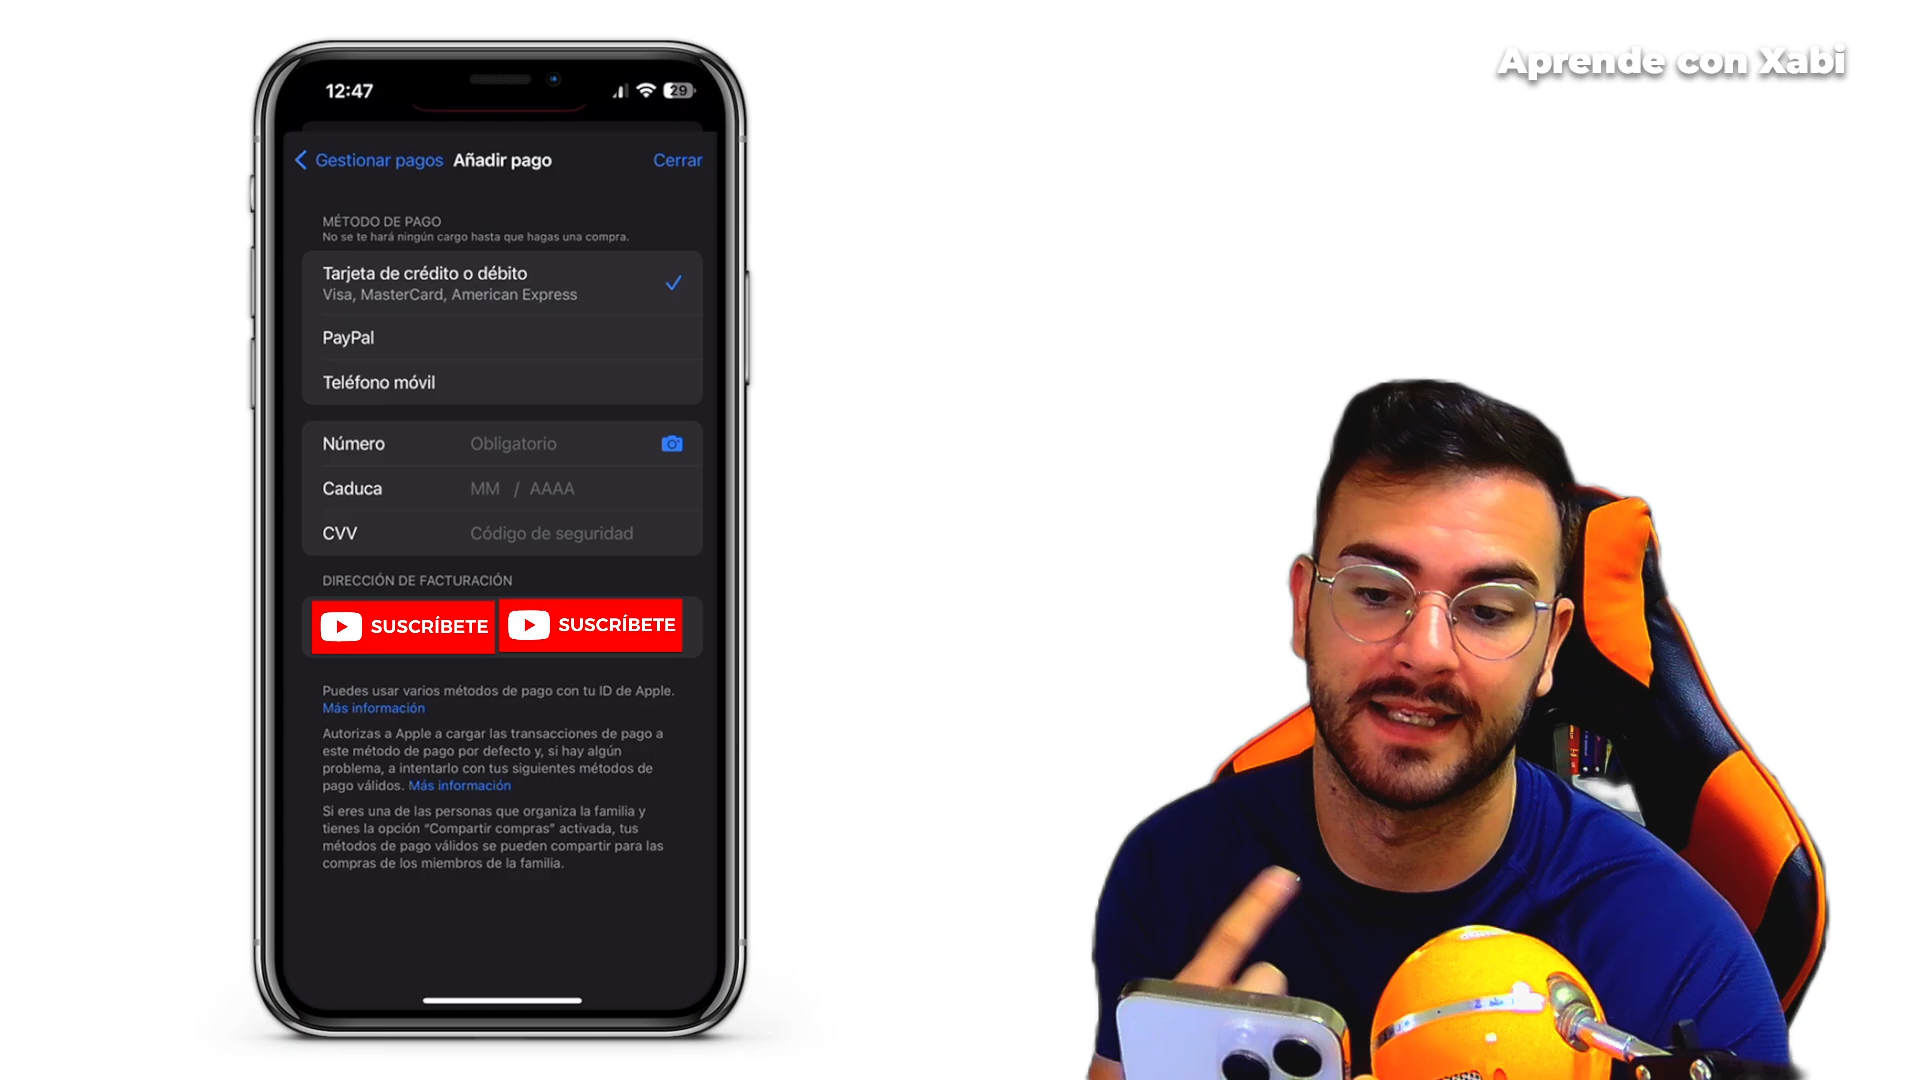 Aprende con Xabi
12:47
29
Gestionar pagos Añadir pago Cerrar
MÉTODO DE PAGO
No se te hará ningún cargo hasta que hagas una compra.
Tarjeta de crédito o débito
Visa, MasterCard, American Express
PayPal
Teléfono móvil
Número Obligatorio
Caduca MM / AAAA
CVV Código de seguridad
DIRECCIÓN DE FACTURACIÓN
SUSCRÍBETE SUSCRÍBETE
Puedes usar varios métodos de pago con tu ID de Apple.
Más información
Autorizas a Apple a cargar las transacciones de pago a
este método de pago por defecto y, si hay algún
problema, a intentarlo con tus siguientes métodos de
pago válidos. Más información
Si eres una de las personas que organiza la familia y
tienes la opción “Compartir compras” activada, tus
métodos de pago válidos se pueden compartir para las
compras de los miembros de la familia.